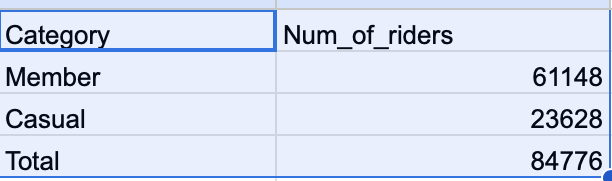 Category Num_of_riders
Member 61148
Casual 23628
Total 84776